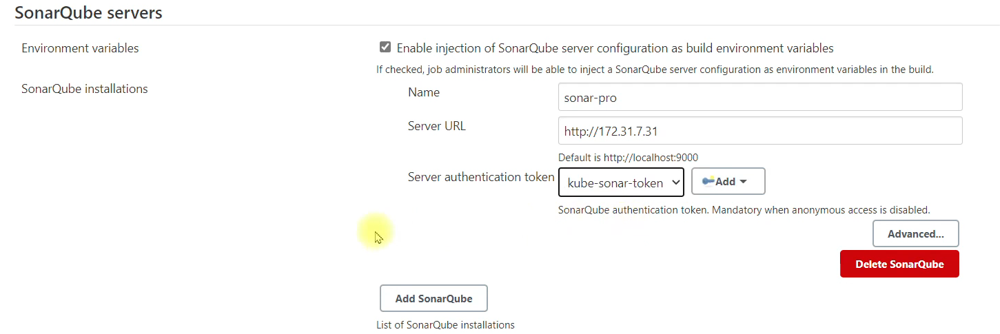 SonarQube servers
Environment variables
Enable injection of SonarQube server configuration as build environment variables
If checked, job administrators will be able to inject a SonarQube server configuration as environment variables in the build.
SonarQube installations
Name
sonar-pro
Server URL
http://172.31.7.31
Default is http://localhost:9000
Server authentication token
kube-sonar-token
Add
SonarQube authentication token. Mandatory when anonymous access is disabled.
Advanced...
Delete SonarQube
Add SonarQube
List of SonarQube installations